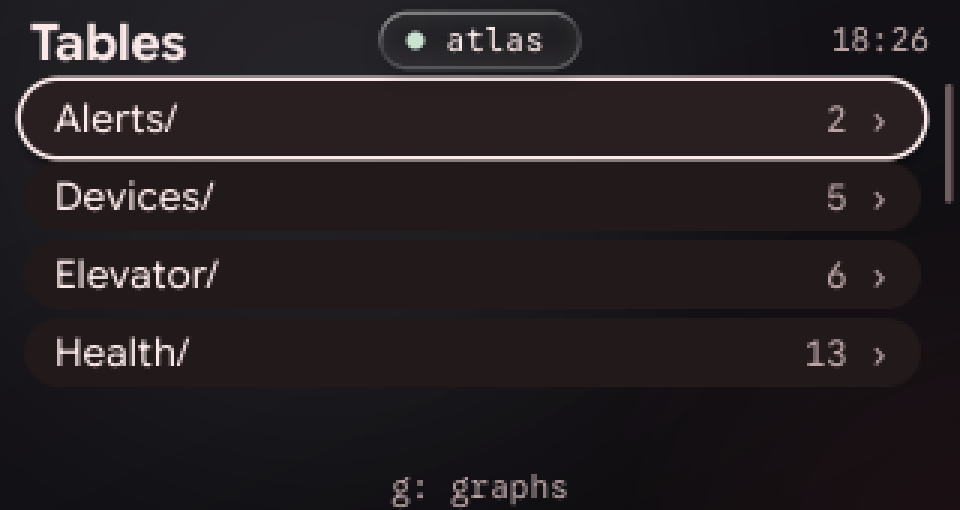 Tables
atlas
18:26
Alerts/ 2 ›
Devices/ 5 ›
Elevator/ 6 ›
Health/ 13 ›
g: graphs